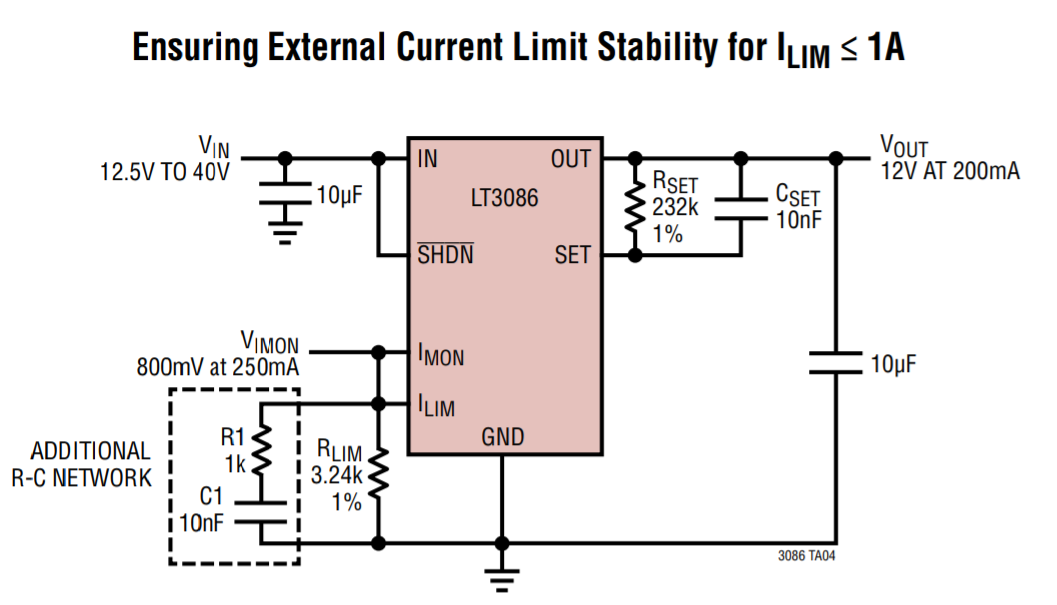 Ensuring External Current Limit Stability for ILIM ≤ 1A
VIN
12.5V TO 40V
10µF
IN
SHDN
IMON
ILIM
LT3086
GND
OUT
SET
RSET
232k
1%
CSET
10nF
VOUT
12V AT 200mA
10µF
VIMON
800mV at 250mA
ADDITIONAL
R-C NETWORK
R1
1k
C1
10nF
RLIM
3.24k
1%
3086 TA04